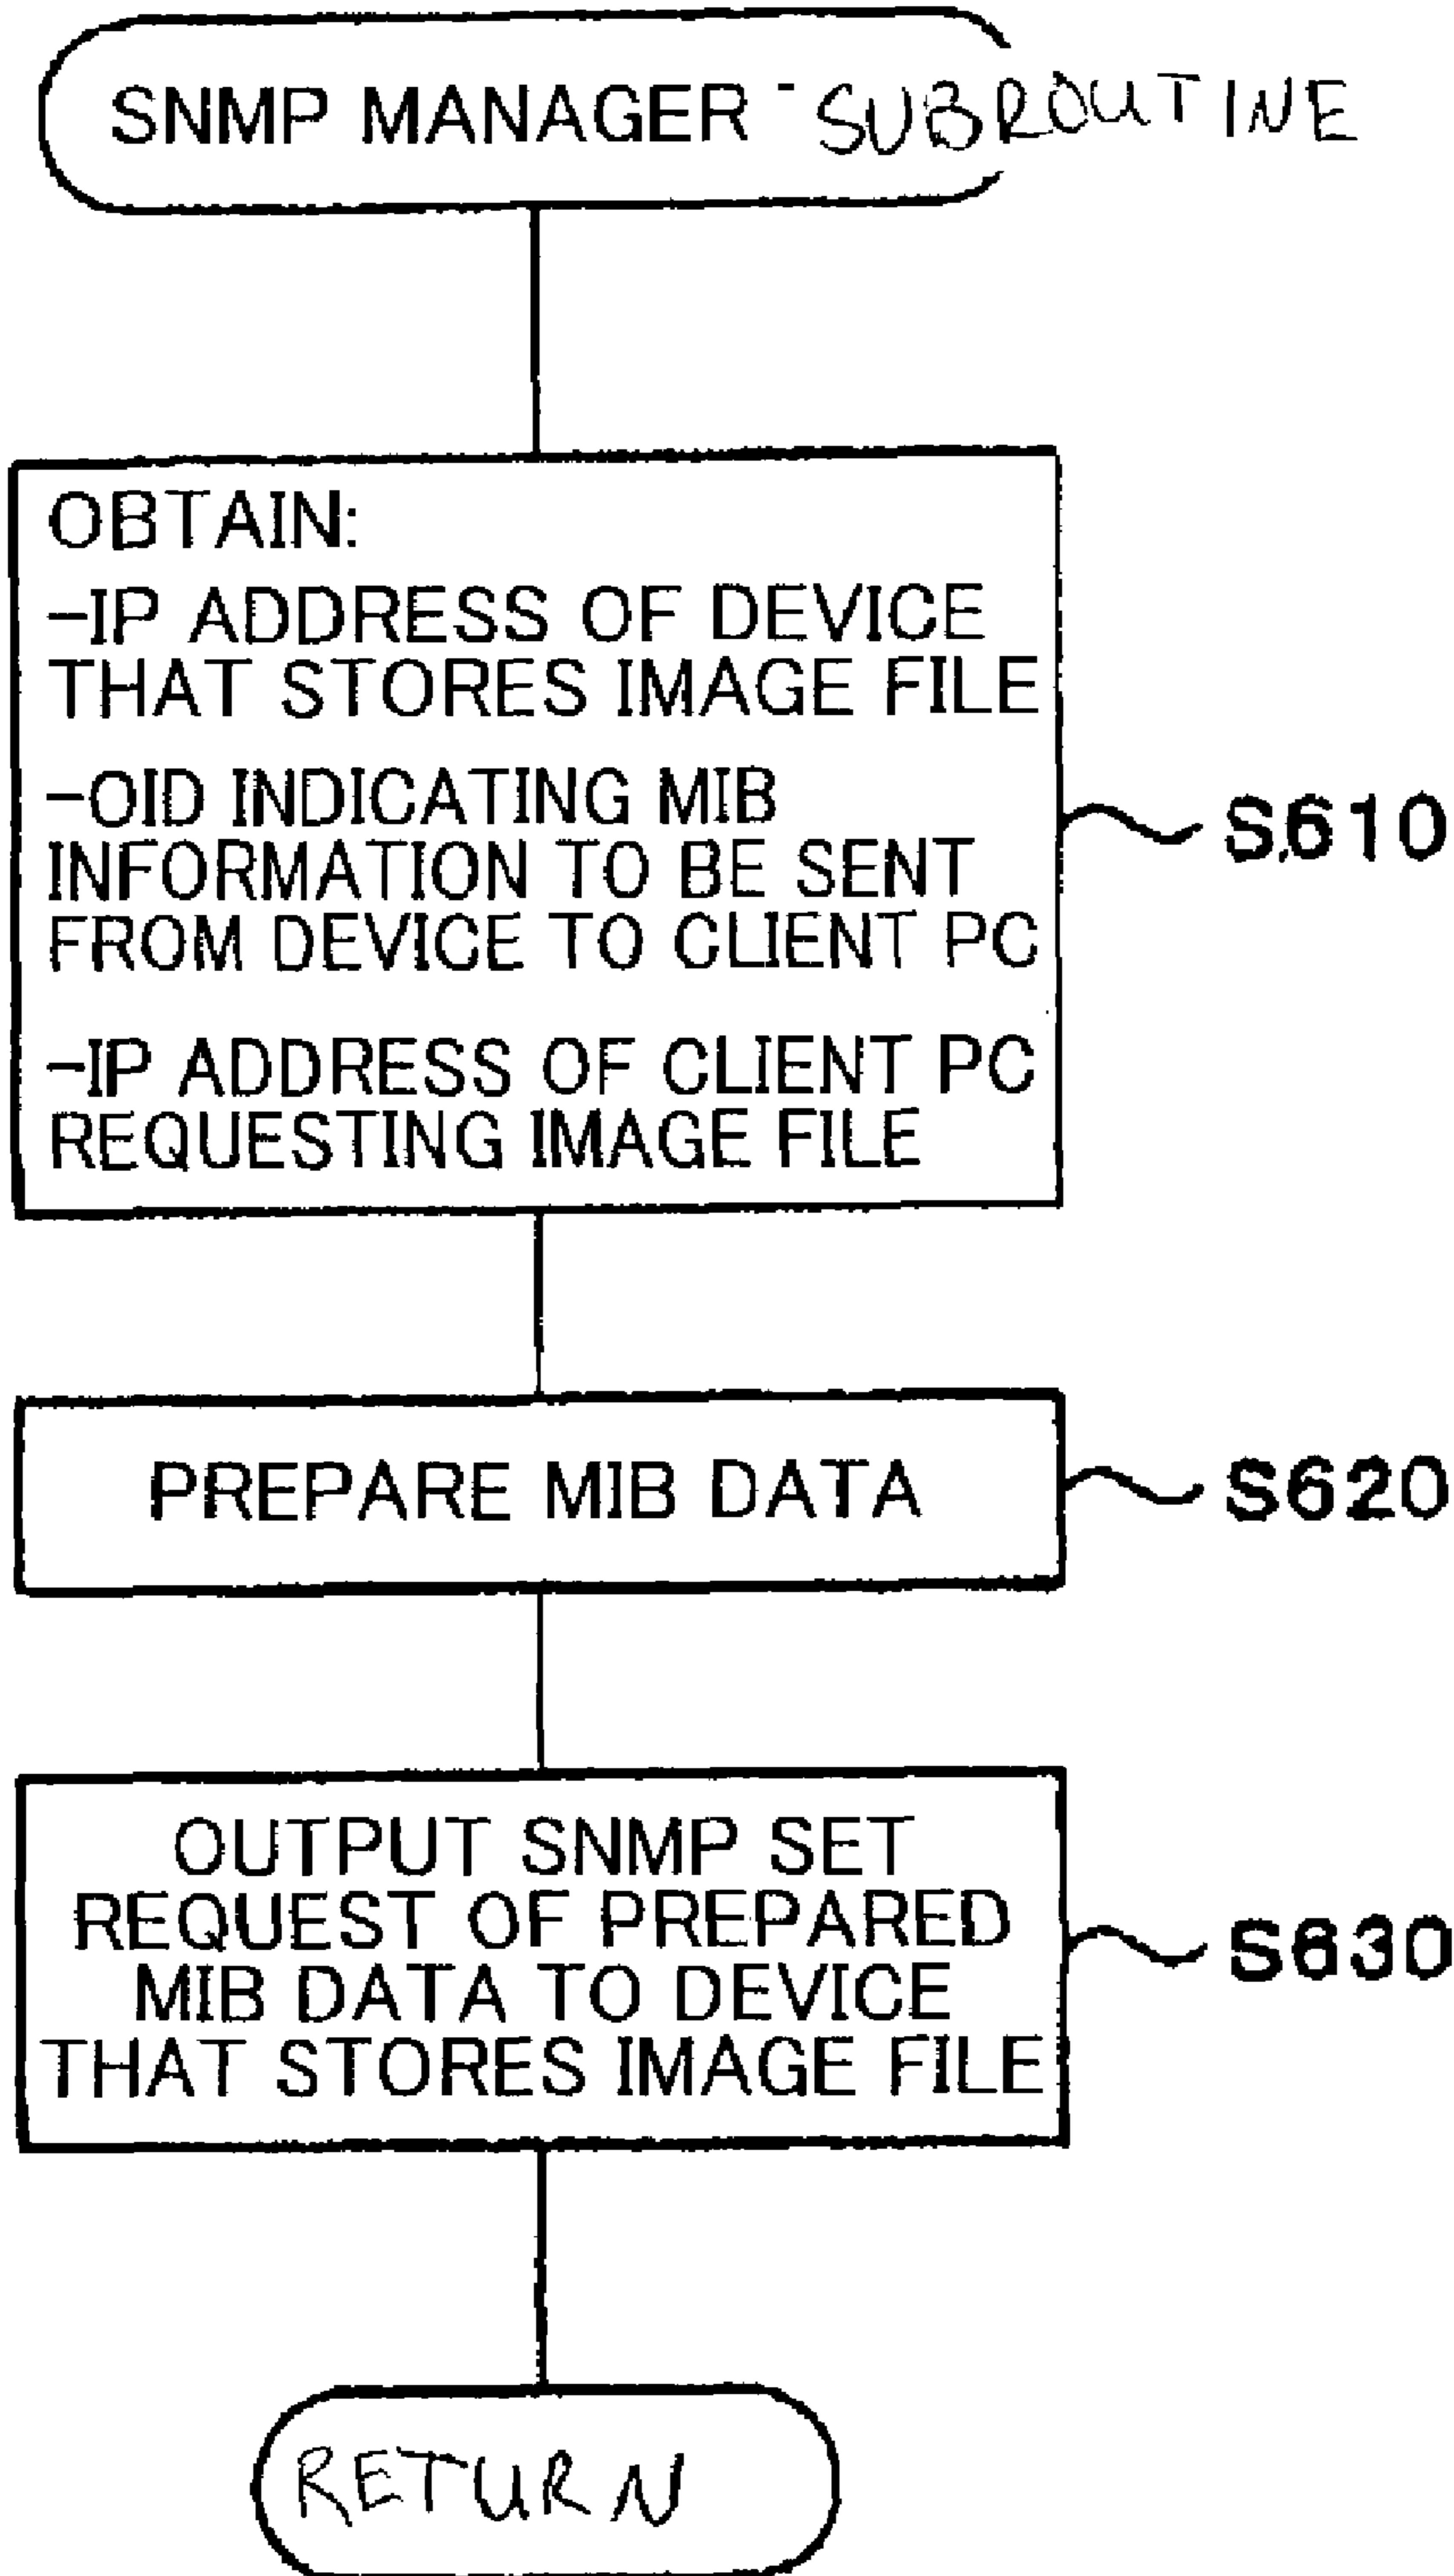 SNMP MANAGER - SUBROUTINE
OBTAIN:
-IP ADDRESS OF DEVICE
THAT STORES IMAGE FILE
-OID INDICATING MIB
INFORMATION TO BE SENT
FROM DEVICE TO CLIENT PC
-IP ADDRESS OF CLIENT PC
REQUESTING IMAGE FILE
S610
PREPARE MIB DATA
S620
OUTPUT SNMP SET
REQUEST OF PREPARED
MIB DATA TO DEVICE
THAT STORES IMAGE FILE
S630
RETURN